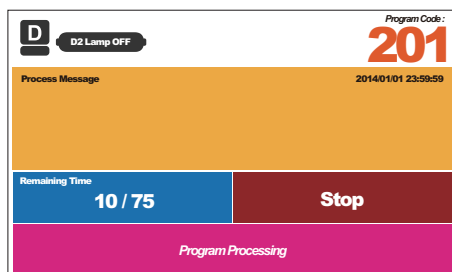 Program Code :
D
D2 Lamp OFF
201
Process Message 2014/01/01 23:59:59
Remaining Time
10 / 75
Stop
Program Processing